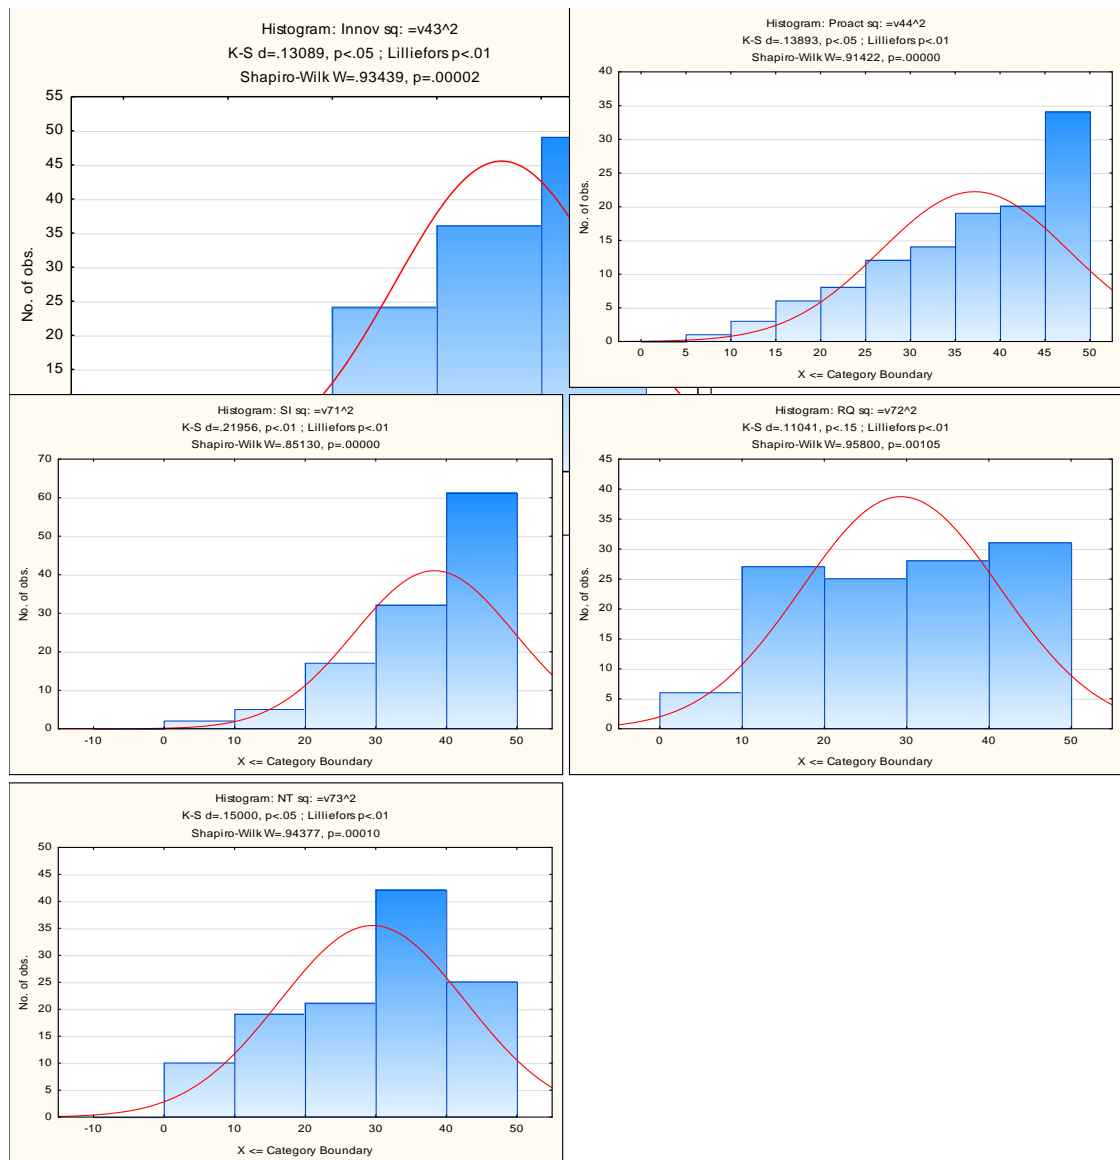 Histogram: Innov sq: =v43^2
K-S d=.13089, p<.05 ; Lilliefors p<.01
Shapiro-Wilk W=.93439, p=.00002
55
50
45
40
35
30
25
20
15
No. of obs.
Histogram: Proact sq: =v44^2
K-S d=.13893, p<.05 ; Lilliefors p<.01
Shapiro-Wilk W=.91422, p=.00000
40
35
30
25
20
15
10
5
0
No. of obs.
0 5 10 15 20 25 30 35 40 45 50
X <= Category Boundary
Histogram: SI sq: =v71^2
K-S d=.21956, p<.01 ; Lilliefors p<.01
Shapiro-Wilk W=.85130, p=.00000
70
60
50
40
30
20
10
0
No. of obs.
-10 0 10 20 30 40 50
X <= Category Boundary
Histogram: RQ sq: =v72^2
K-S d=.11041, p<.15 ; Lilliefors p<.01
Shapiro-Wilk W=.95800, p=.00105
45
40
35
30
25
20
15
10
5
0
No. of obs.
0 10 20 30 40 50
X <= Category Boundary
Histogram: NT sq: =v73^2
K-S d=.15000, p<.05 ; Lilliefors p<.01
Shapiro-Wilk W=.94377, p=.00010
50
45
40
35
30
25
20
15
10
5
0
No. of obs.
-10 0 10 20 30 40 50
X <= Category Boundary